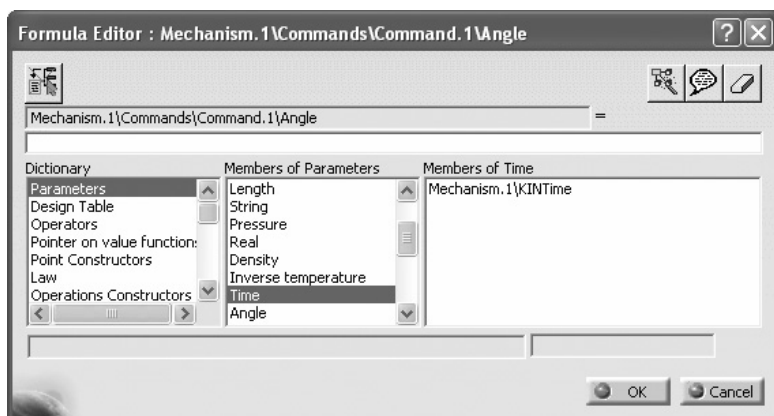 Formula Editor : Mechanism.1\Commands\Command.1\Angle
Mechanism.1\Commands\Command.1\Angle =
Dictionary Members of Parameters Members of Time
Parameters Length Mechanism.1\KINTime
Design Table String
Operators Pressure
Pointer on value function: Real
Point Constructors Density
Law Inverse temperature
Operations Constructors Time
Angle
OK Cancel